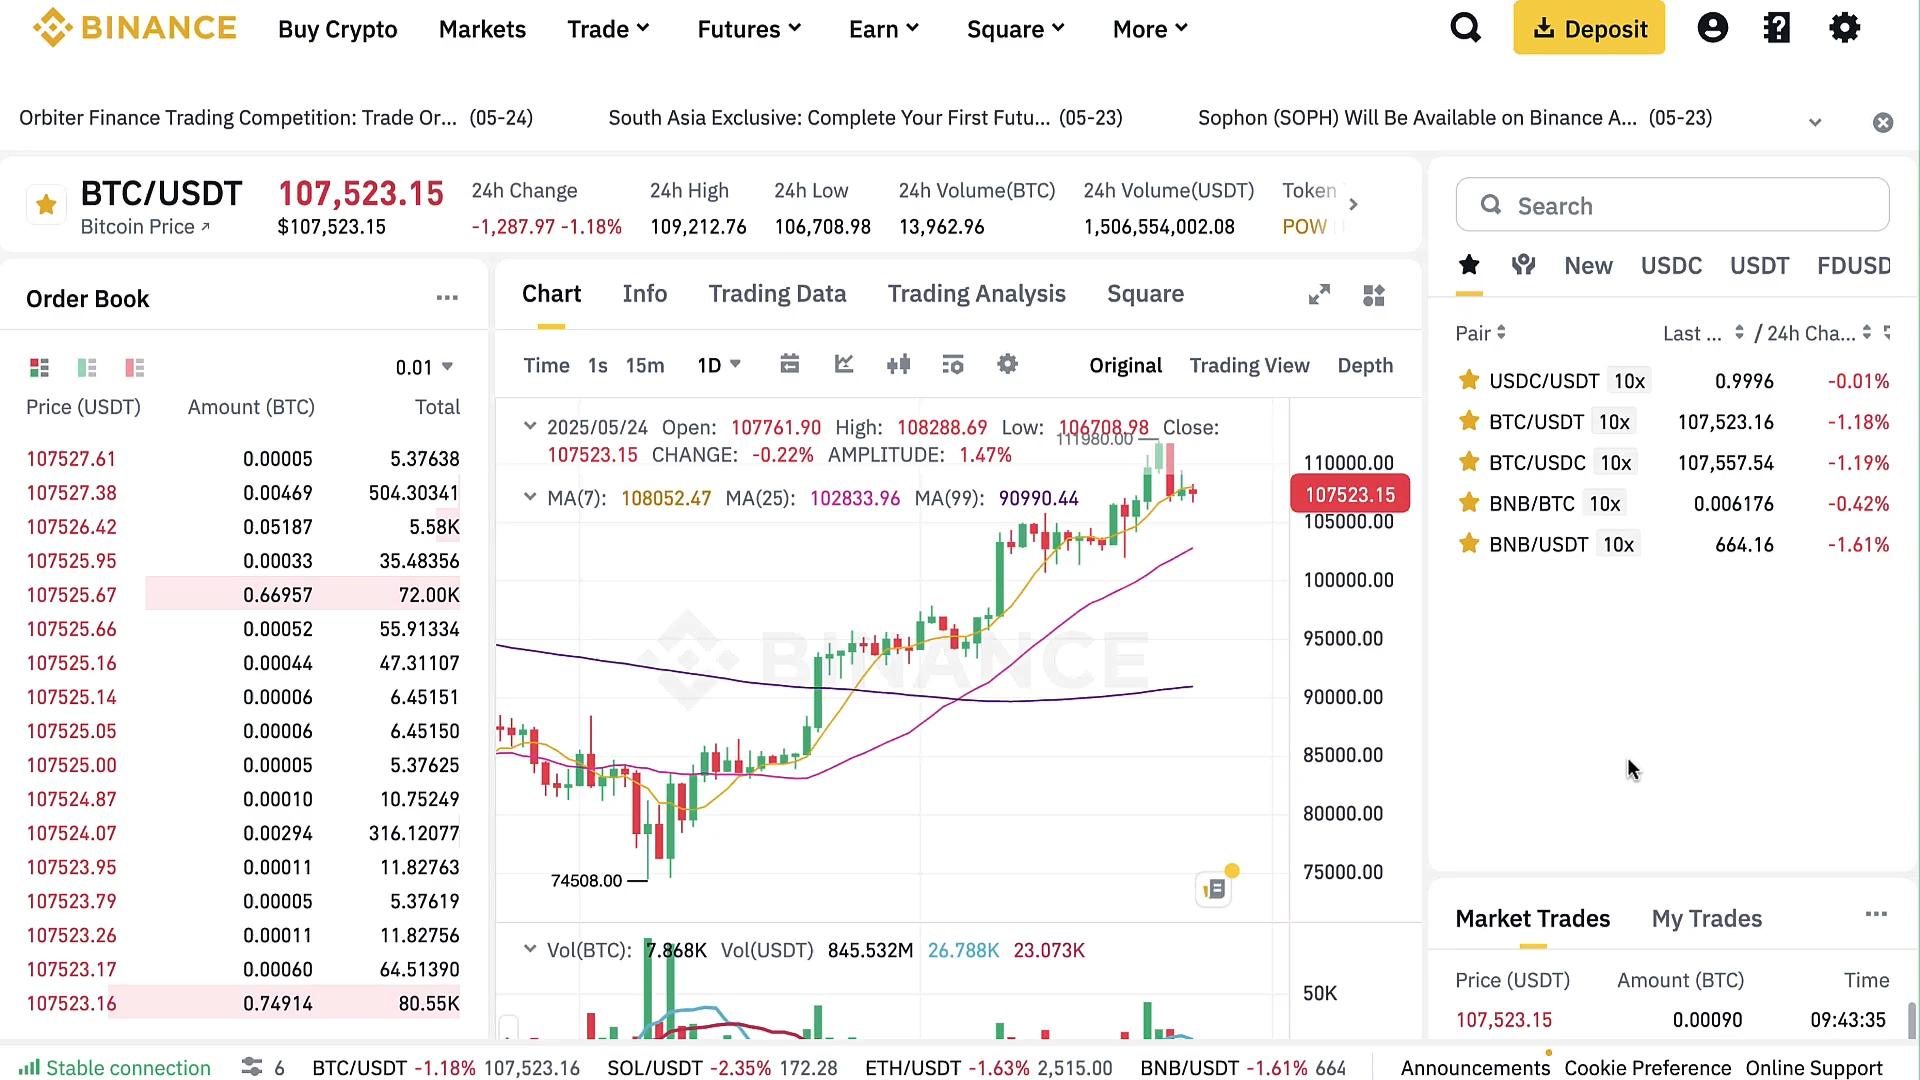 BINANCE
Buy Crypto Markets Trade Futures Earn Square More Deposit
Orbiter Finance Trading Competition: Trade Or... (05-24) South Asia Exclusive: Complete Your First Futu... (05-23) Sophon (SOPH) Will Be Available on Binance A... (05-23)
BTC/USDT 107,523.15 24h Change 24h High 24h Low 24h Volume(BTC) 24h Volume(USDT) Token
Bitcoin Price $107,523.15 -1,287.97 -1.18% 109,212.76 106,708.98 13,962.96 1,506,554,002.08 POW
Order Book
0.01
Price (USDT) Amount (BTC) Total
107527.61 0.00005 5.37638
107527.38 0.00469 504.30341
107526.42 0.05187 5.58K
107525.95 0.00033 35.48356
107525.67 0.66957 72.00K
107525.66 0.00052 55.91334
107525.16 0.00044 47.31107
107525.14 0.00006 6.45151
107525.05 0.00006 6.45150
107525.00 0.00005 5.37625
107524.87 0.00010 10.75249
107524.07 0.00294 316.12077
107523.95 0.00011 11.82763
107523.79 0.00005 5.37619
107523.26 0.00011 11.82756
107523.17 0.00060 64.51390
107523.16 0.74914 80.55K
Chart Info Trading Data Trading Analysis Square
Time 1s 15m 1D Original Trading View Depth
2025/05/24 Open: 107761.90 High: 108288.69 Low: 106708.98 Close:
107523.15 CHANGE: -0.22% AMPLITUDE: 1.47%
111980.00
MA(7): 108052.47 MA(25): 102833.96 MA(99): 90990.44
110000.00
107523.15
105000.00
100000.00
95000.00
90000.00
85000.00
80000.00
75000.00
BINANCE
74508.00
Vol(BTC): 7.868K Vol(USDT) 845.532M 26.788K 23.073K
50K
Search
New USDC USDT FDUSD
Pair Last ... / 24h Cha...
USDC/USDT 10x 0.9996 -0.01%
BTC/USDT 10x 107,523.16 -1.18%
BTC/USDC 10x 107,557.54 -1.19%
BNB/BTC 10x 0.006176 -0.42%
BNB/USDT 10x 664.16 -1.61%
Market Trades My Trades
Price (USDT) Amount (BTC) Time
107,523.15 0.00090 09:43:35
Stable connection 6 BTC/USDT -1.18% 107,523.16 SOL/USDT -2.35% 172.28 ETH/USDT -1.63% 2,515.00 BNB/USDT -1.61% 664 Announcements Cookie Preference Online Support